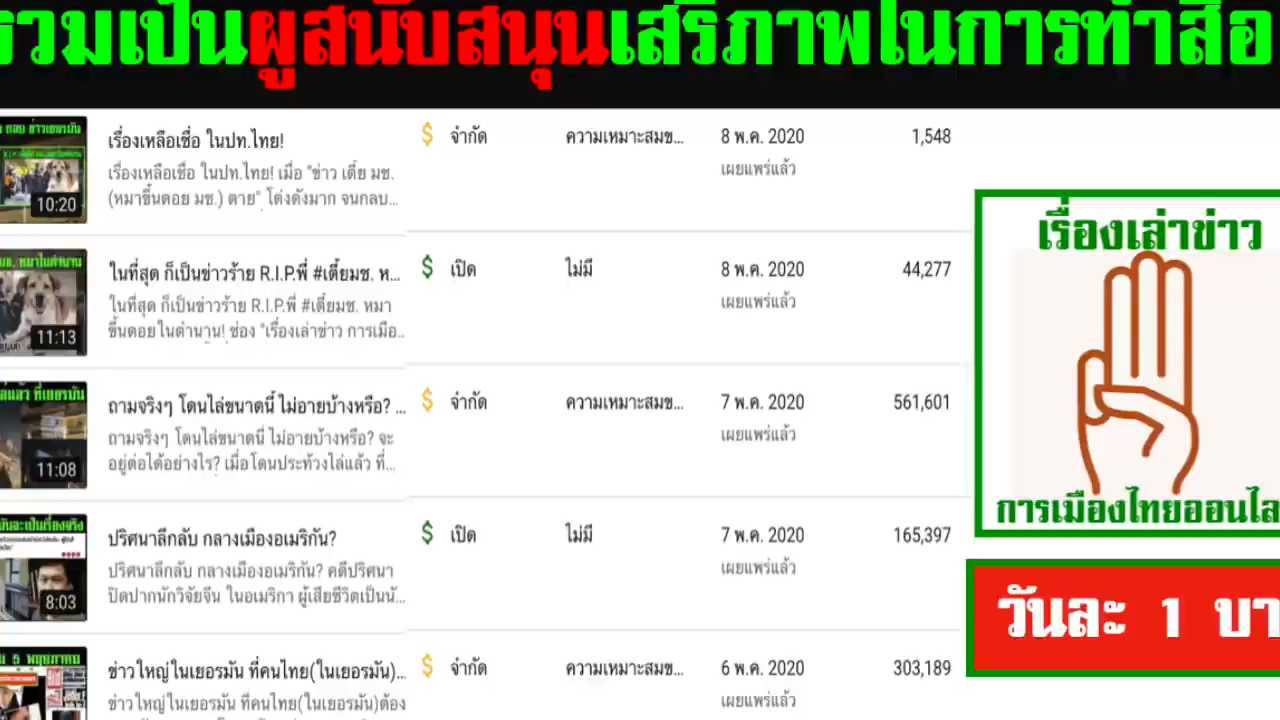 ร่วมเป็นผู้สนับสนุนเสรีภาพในการทำสื่อ
เรื่องเหลือเชื่อ ในปท.ไทย!
เรื่องเหลือเชื่อ ในปท.ไทย! เมื่อ "ข่าว เตี้ย มช.
(หมาขึ้นดอย มช.) ตาย" โด่งดังมาก จนกลบ...
10:20
$ จำกัด
ความเหมาะสมข...
8 พ.ค. 2020
เผยแพร่แล้ว
1,548
ในที่สุด ก็เป็นข่าวร้าย R.I.P.พี่ #เตี้ยมช. ห...
ในที่สุด ก็เป็นข่าวร้าย R.I.P.พี่ #เตี้ยมช. หมา
ขึ้นดอยในตำนาน! ช่อง "เรื่องเล่าข่าว การเมือ...
11:13
$ เปิด
ไม่มี
8 พ.ค. 2020
เผยแพร่แล้ว
44,277
ถามจริงๆ โดนไล่ขนาดนี้ ไม่อายบ้างหรือ? ...
ถามจริงๆ โดนไล่ขนาดนี้ ไม่อายบ้างหรือ? จะ
อยู่ต่อได้อย่างไร? เมื่อโดนประท้วงไล่แล้ว ที่...
11:08
$ จำกัด
ความเหมาะสมข...
7 พ.ค. 2020
เผยแพร่แล้ว
561,601
ปริศนาลึกลับ กลางเมืองอเมริกัน?
ปริศนาลึกลับ กลางเมืองอเมริกัน? คดีปริศนา
ปิดปากนักวิจัยจีน ในอเมริกา ผู้เสียชีวิตเป็นนั...
8:03
$ เปิด
ไม่มี
7 พ.ค. 2020
เผยแพร่แล้ว
165,397
ข่าวใหญ่ในเยอรมัน ที่คนไทย(ในเยอรมัน)...
ข่าวใหญ่ในเยอรมัน ที่คนไทย(ในเยอรมัน)ต้อง
$ จำกัด
ความเหมาะสมข...
6 พ.ค. 2020
เผยแพร่แล้ว
303,189
เรื่องเล่าข่าว
การเมืองไทยออนไล
วันละ 1 บา